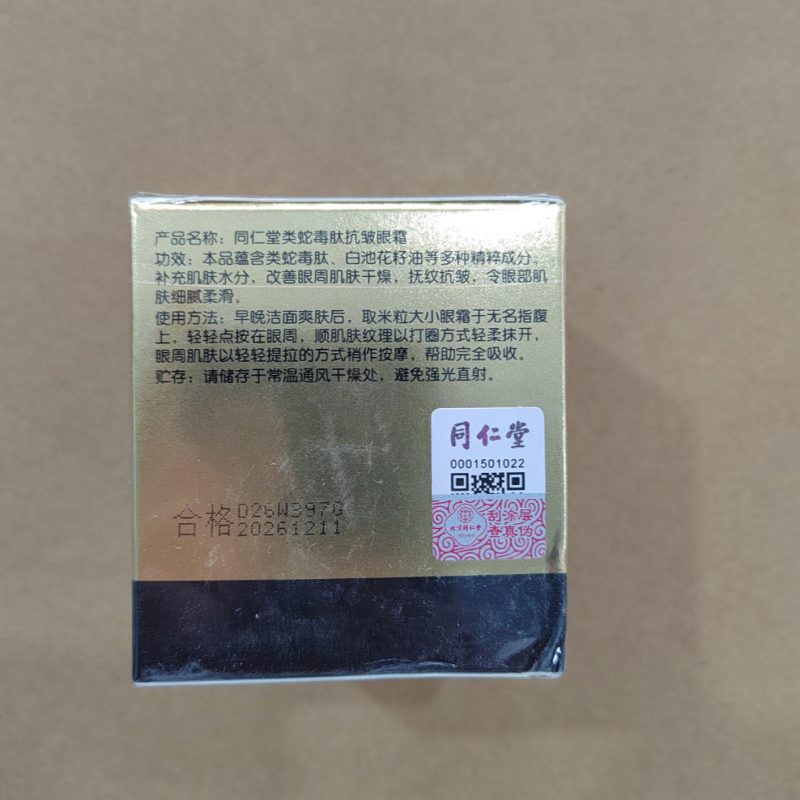 产品名称：同仁堂类蛇毒肽抗皱眼霜
功效：本品蕴含类蛇毒肽、白池花籽油等多种精粹成分。
补充肌肤水分，改善眼周肌肤干燥，抚纹抗皱，令眼部肌
肤细腻柔滑。
使用方法：早晚洁面爽肤后，取米粒大小眼霜于无名指腹
上，轻轻点按在眼周，顺肌肤纹理以打圈方式轻柔抹开，
眼周肌肤以轻轻提拉的方式稍作按摩，帮助完全吸收。
贮存：请储存于常温通风干燥处，避免强光直射。
同仁堂
0001501022
北京同仁堂
刮涂层
查真伪
合格
D26W397G
20261211